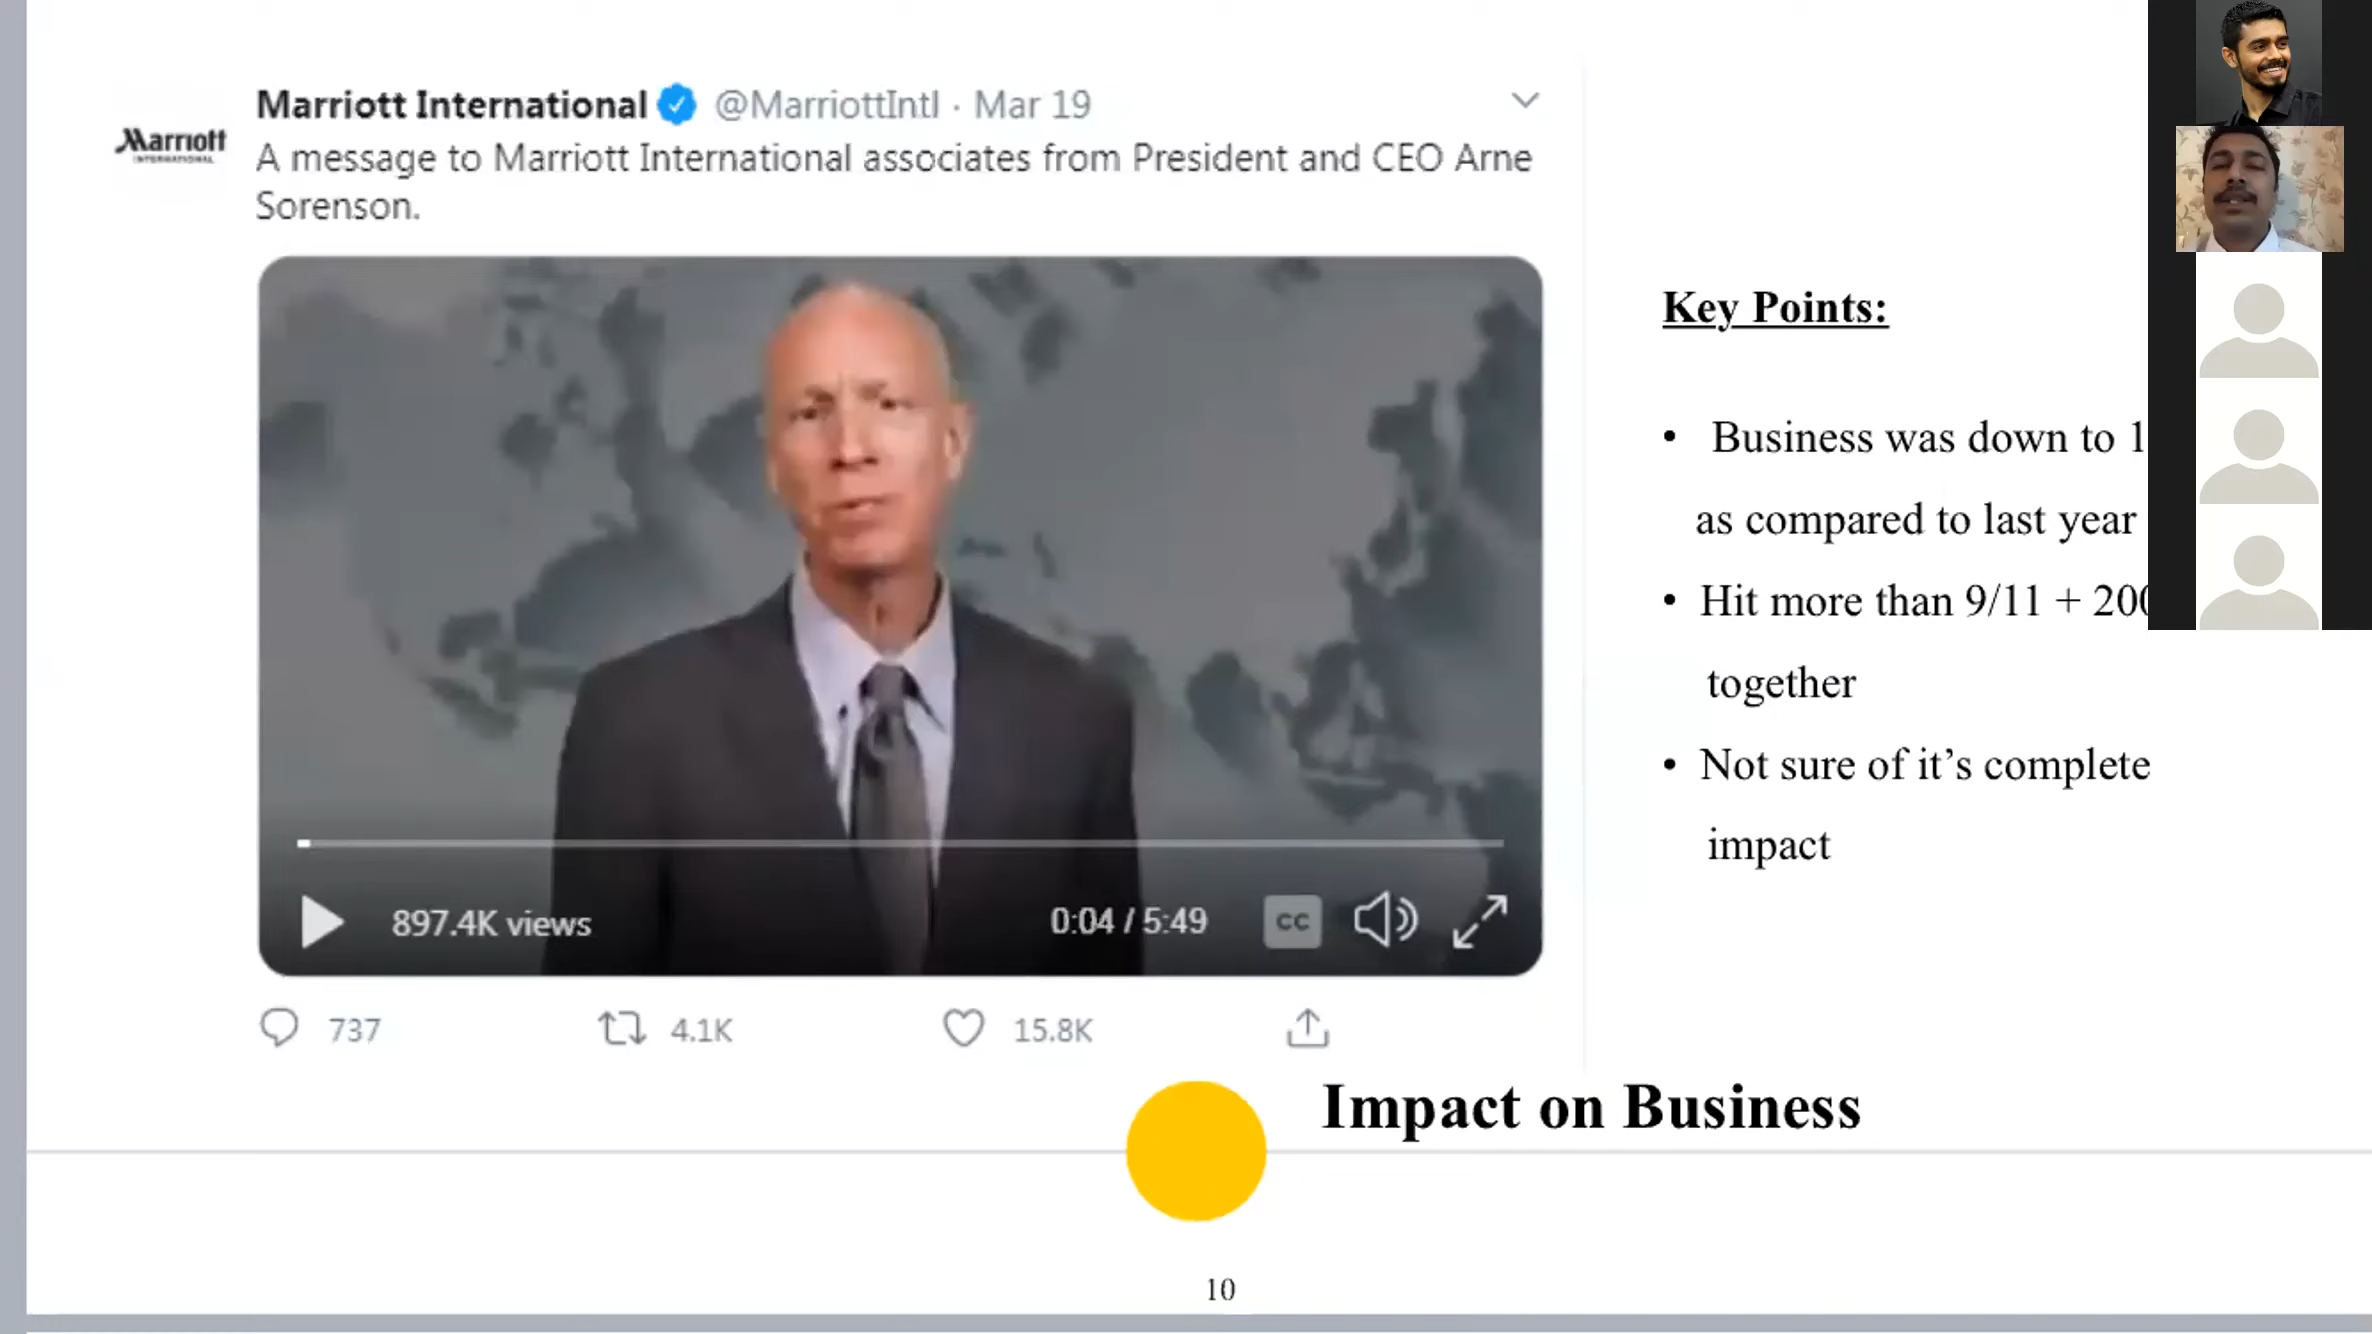 Marriott International @MarriottIntl · Mar 19
Marriott
INTERNATIONAL
A message to Marriott International associates from President and CEO Arne
Sorenson.
897.4K views
0:04 / 5:49
CC
737
4.1K
15.8K
Key Points:
• Business was down to 1
as compared to last year
• Hit more than 9/11 + 200
together
• Not sure of it’s complete
impact
Impact on Business
10